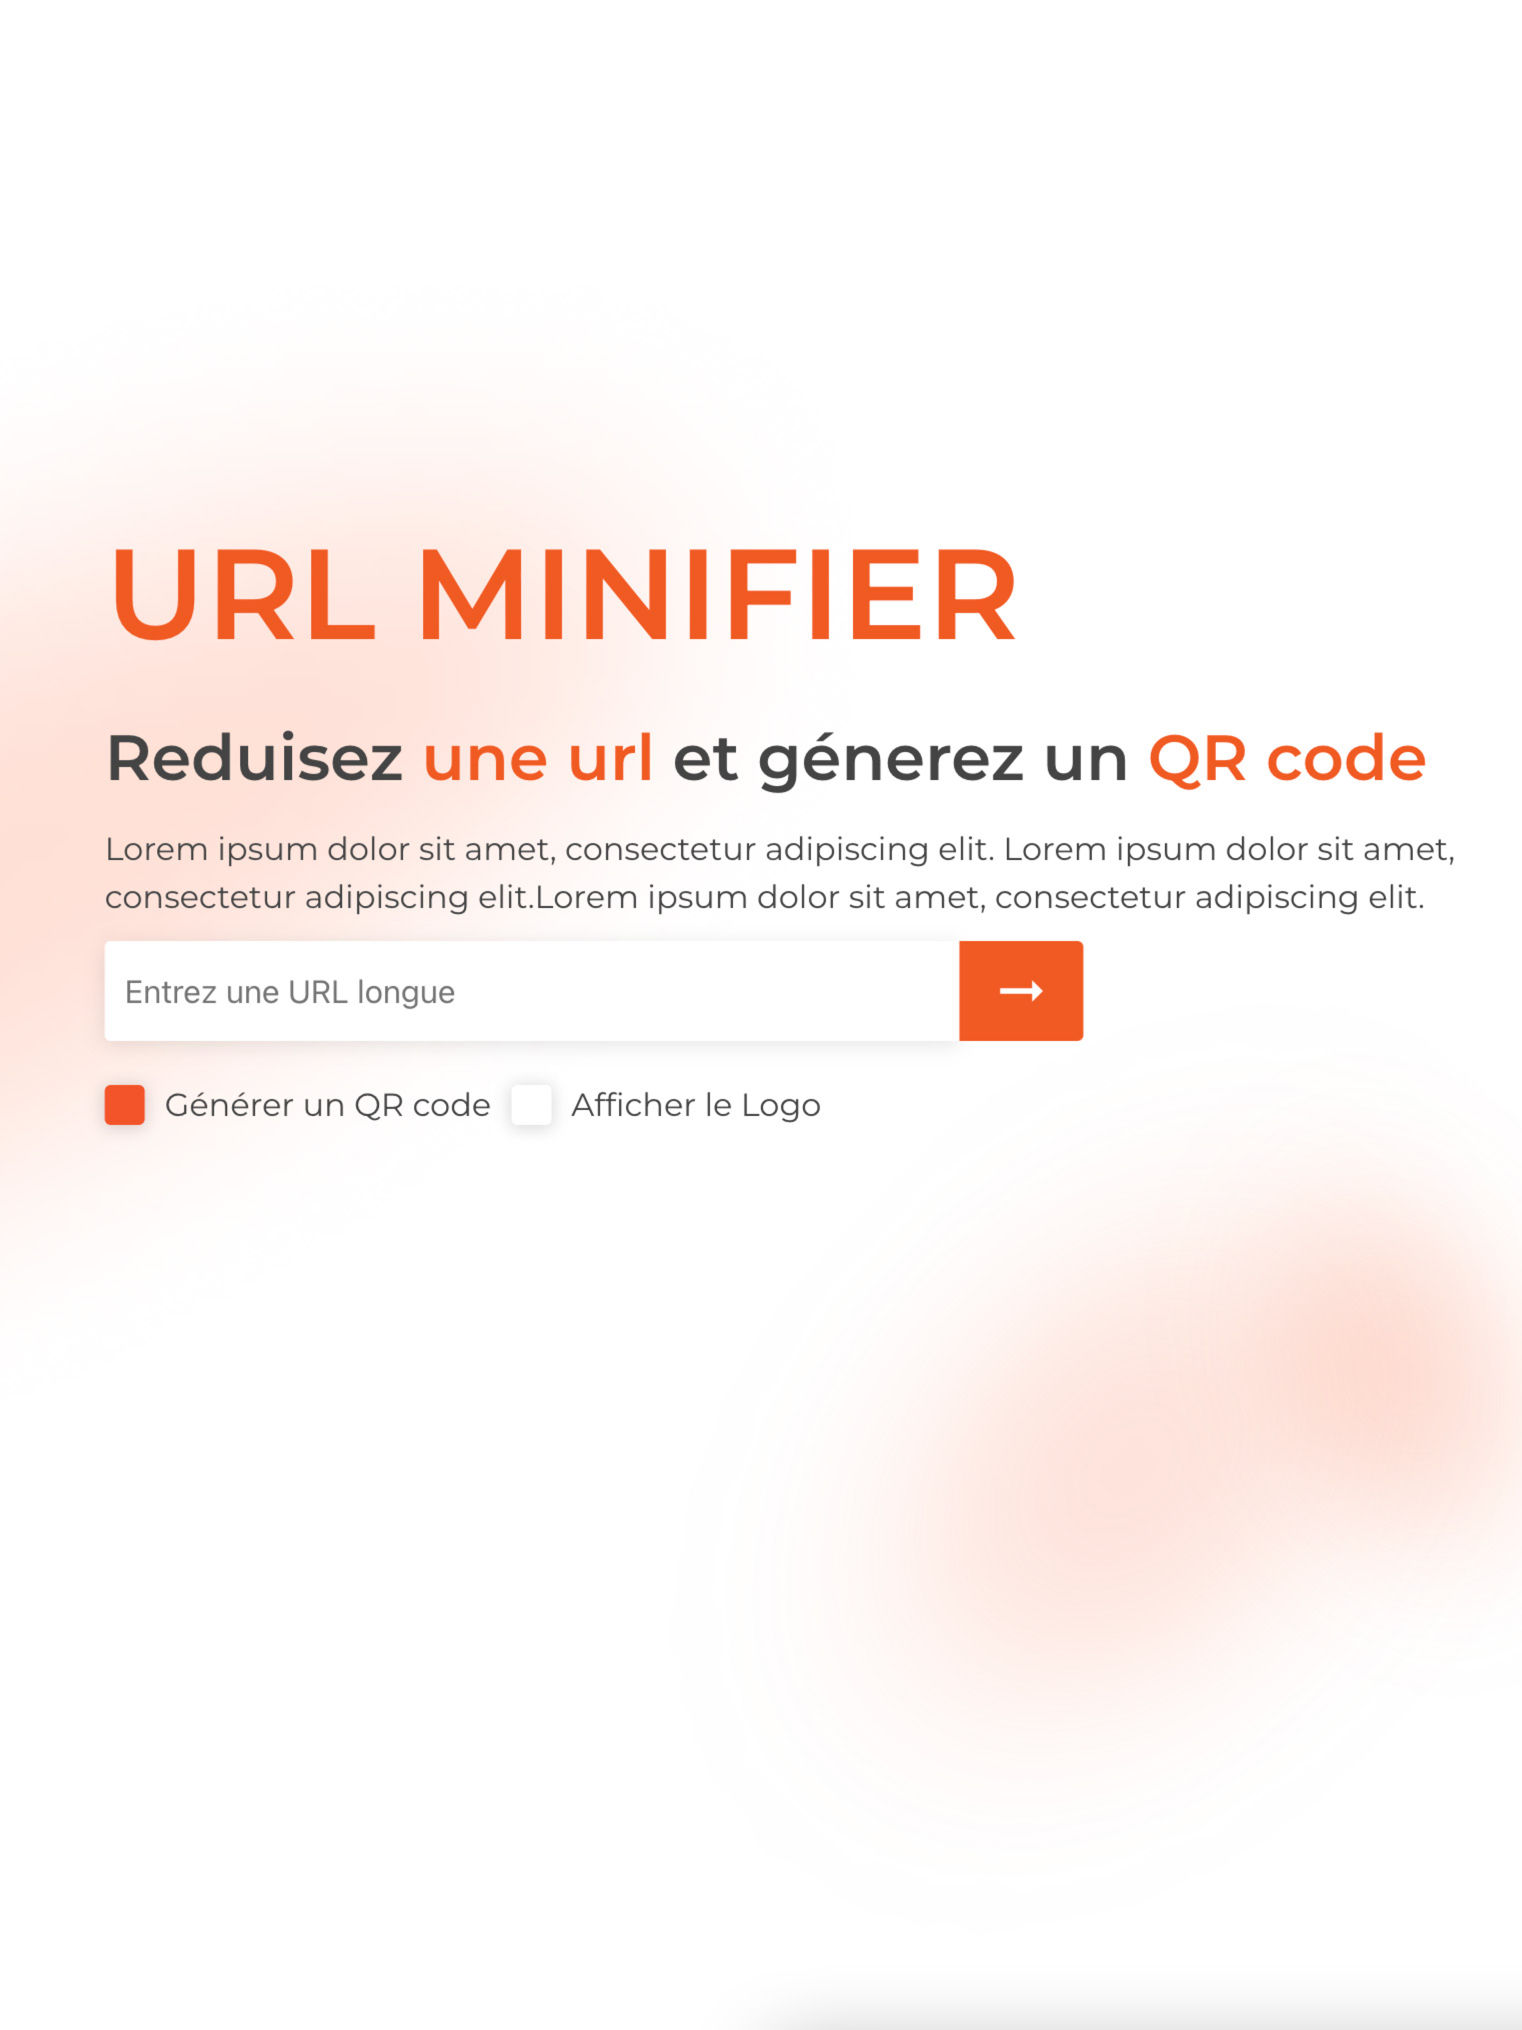 URL MINIFIER
Reduisez une url et génerez un QR code
Lorem ipsum dolor sit amet, consectetur adipiscing elit. Lorem ipsum dolor sit amet,
consectetur adipiscing elit.Lorem ipsum dolor sit amet, consectetur adipiscing elit.
Entrez une URL longue
Générer un QR code Afficher le Logo